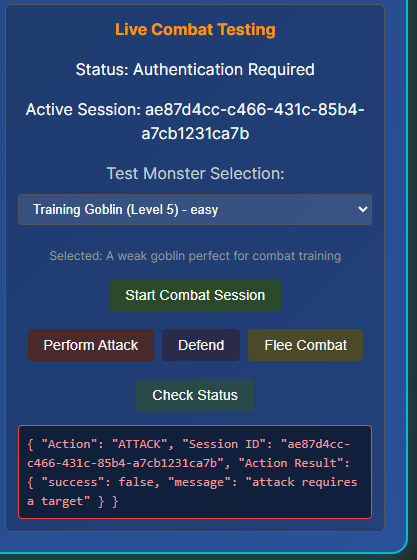 Live Combat Testing
Status: Authentication Required
Active Session: ae87d4cc-c466-431c-85b4-
a7cb1231ca7b
Test Monster Selection:
Training Goblin (Level 5) - easy
Selected: A weak goblin perfect for combat training
Start Combat Session
Perform Attack Defend Flee Combat
Check Status
{ "Action": "ATTACK", "Session ID": "ae87d4cc-
c466-431c-85b4-a7cb1231ca7b", "Action Result":
{ "success": false, "message": "attack requires
a target" } }